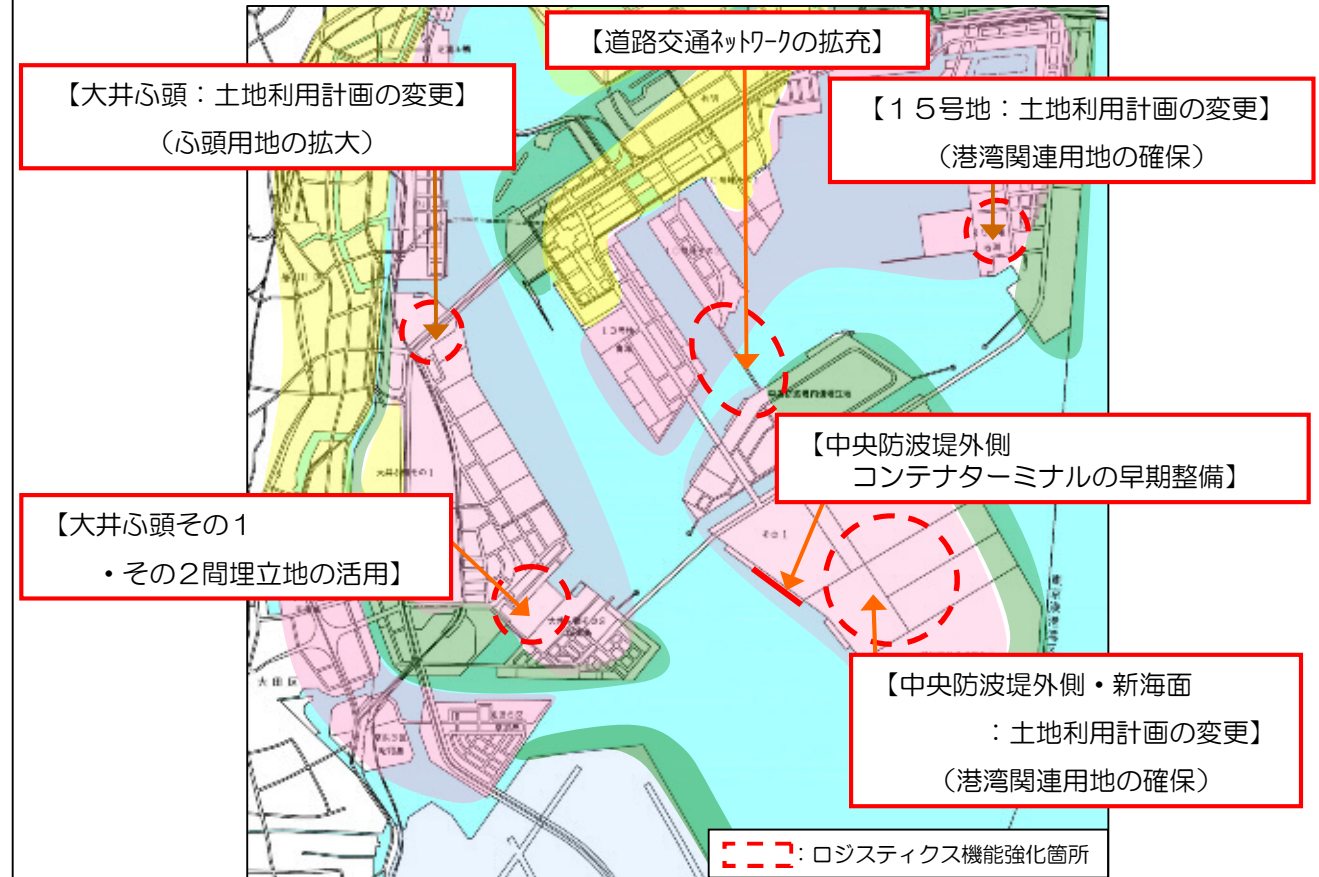 【道路交通ネットワークの拡充】
【大井ふ頭：土地利用計画の変更】
（ふ頭用地の拡大）
【１５号地：土地利用計画の変更】
（港湾関連用地の確保）
【中央防波堤外側
コンテナターミナルの早期整備】
【大井ふ頭その１
・その２間埋立地の活用】
【中央防波堤外側・新海面
：土地利用計画の変更】
（港湾関連用地の確保）
大井ふ頭その１
その１
大田区
：ロジスティクス機能強化箇所